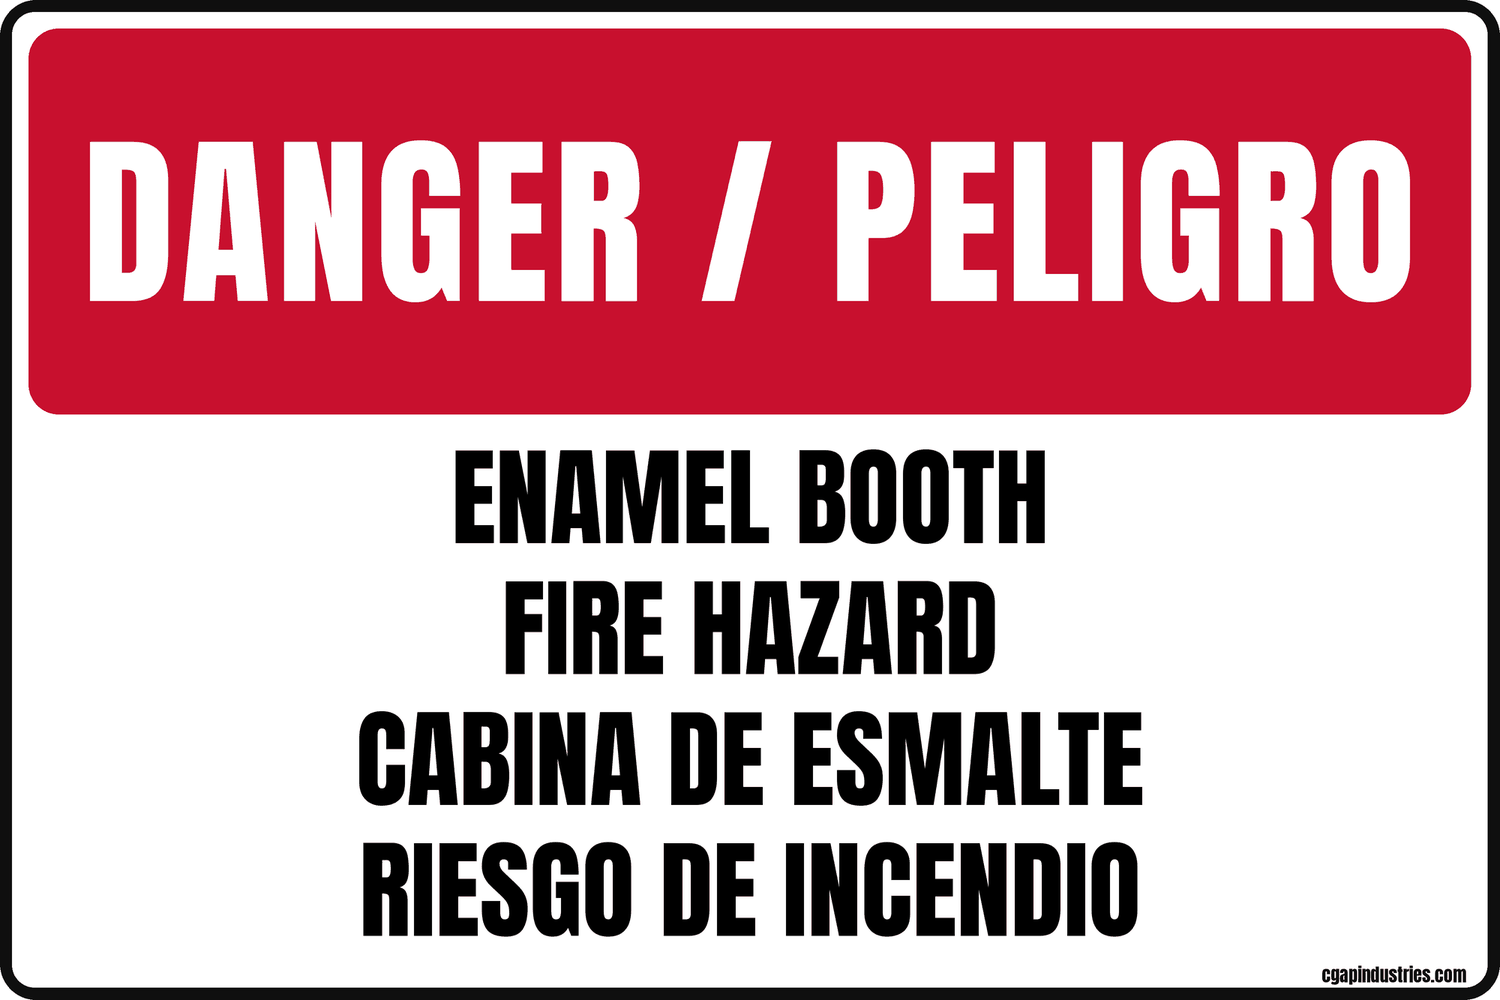 DANGER / PELIGRO
ENAMEL BOOTH
FIRE HAZARD
CABINA DE ESMALTE
RIESGO DE INCENDIO
cgapindustries.com